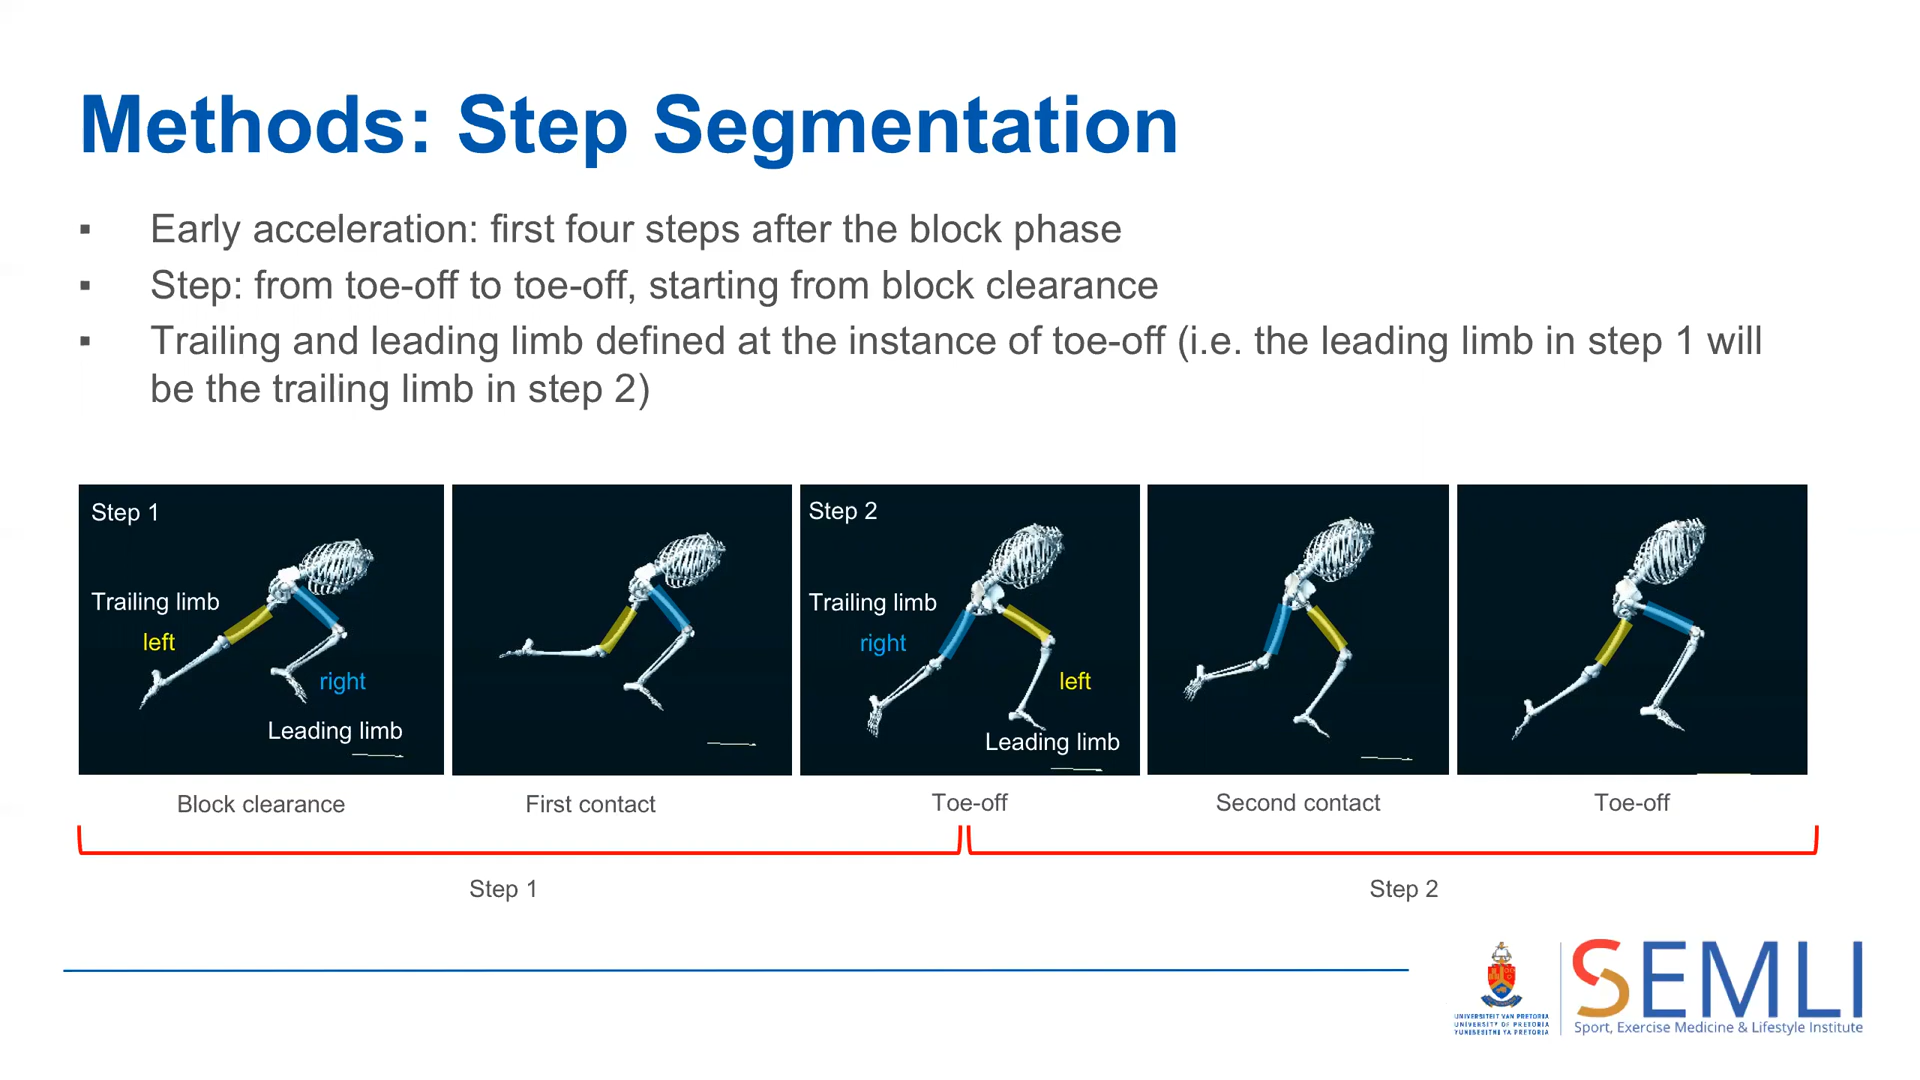 Methods: Step Segmentation
▪ Early acceleration: first four steps after the block phase
▪ Step: from toe-off to toe-off, starting from block clearance
▪ Trailing and leading limb defined at the instance of toe-off (i.e. the leading limb in step 1 will
be the trailing limb in step 2)
Step 1
Trailing limb
left
right
Leading limb
Step 2
Trailing limb
right
left
Leading limb
Block clearance
First contact
Toe-off
Second contact
Toe-off
Step 1
Step 2
UNIVERSITEIT VAN PRETORIA
UNIVERSITY OF PRETORIA
YUNIBESITHI YA PRETORIA
SEMLI
Sport, Exercise Medicine & Lifestyle Institute